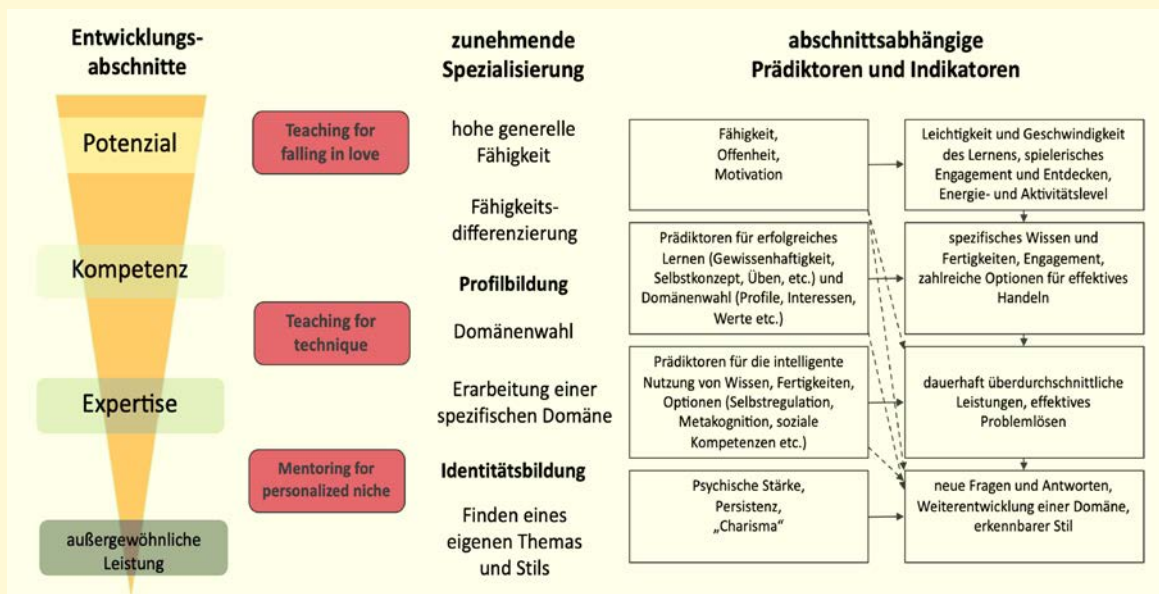 Entwicklungs-
abschnitte
zunehmende
Spezialisierung
abschnittsabhängige
Prädiktoren und Indikatoren
Potenzial
Kompetenz
Expertise
außergewöhnliche
Leistung
Teaching for
falling in love
Teaching for
technique
Mentoring for
personalized niche
hohe generelle
Fähigkeit
Fähigkeits-
differenzierung
Profilbildung
Domänenwahl
Erarbeitung einer
spezifischen Domäne
Identitätsbildung
Finden eines
eigenen Themas
und Stils
Fähigkeit,
Offenheit,
Motivation
Leichtigkeit und Geschwindigkeit
des Lernens, spielerisches
Engagement und Entdecken,
Energie- und Aktivitätslevel
Prädiktoren für erfolgreiches
Lernen (Gewissenhaftigkeit,
Selbstkonzept, Üben, etc.) und
Domänenwahl (Profile, Interessen,
Werte etc.)
spezifisches Wissen und
Fertigkeiten, Engagement,
zahlreiche Optionen für effektives
Handeln
Prädiktoren für die intelligente
Nutzung von Wissen, Fertigkeiten,
Optionen (Selbstregulation,
Metakognition, soziale
Kompetenzen etc.)
dauerhaft überdurchschnittliche
Leistungen, effektives
Problemlösen
Psychische Stärke,
Persistenz,
„Charisma“
neue Fragen und Antworten,
Weiterentwicklung einer Domäne,
erkennbarer Stil